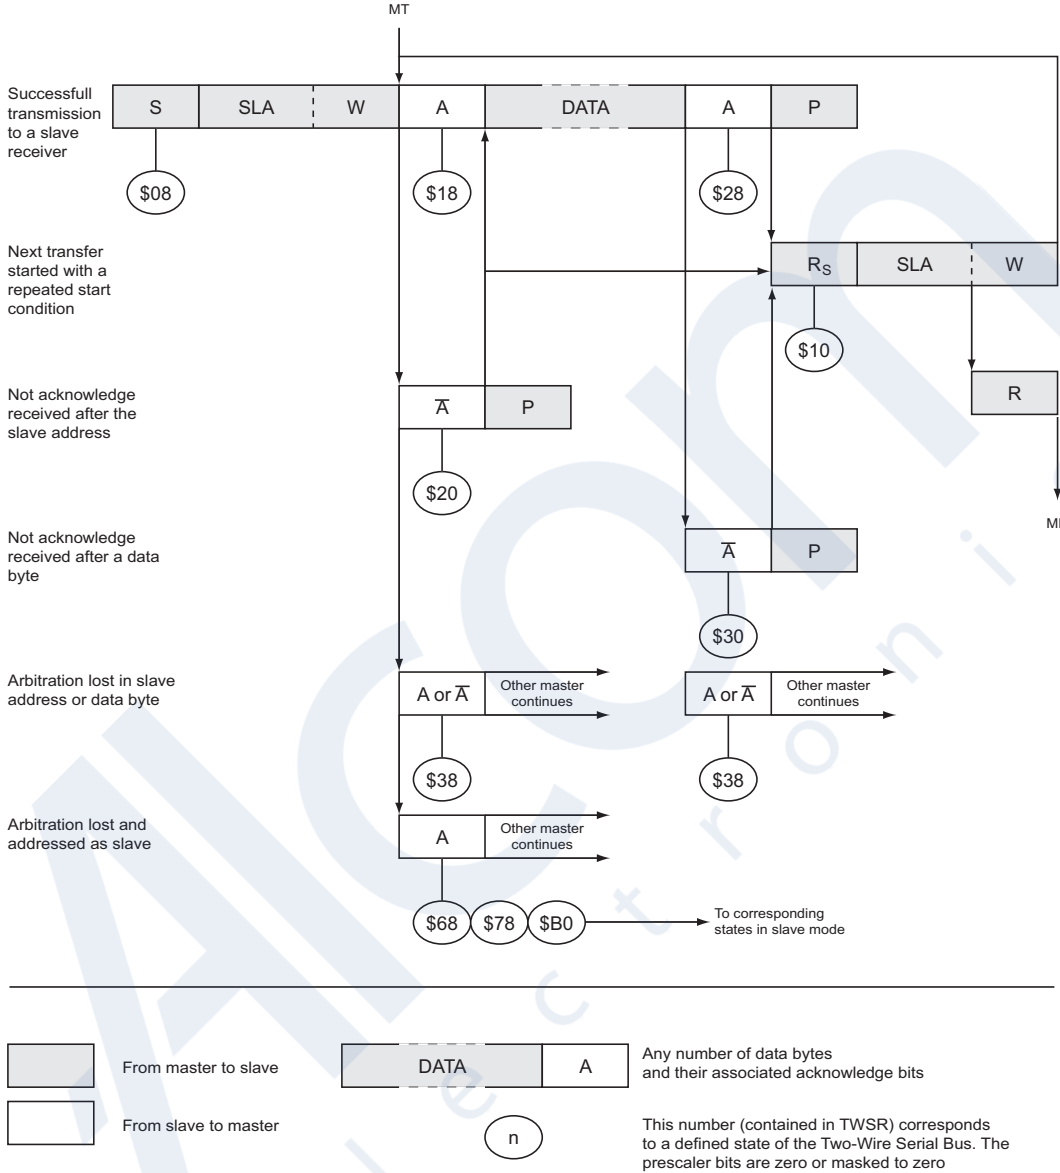 MT
Successfull
transmission
to a slave
receiver
S SLA W A DATA A P
$08 $18 $28
Next transfer
started with a
repeated start
condition
RS SLA W
$10
Not acknowledge
received after the
slave address
A̅ P
R
$20
Not acknowledge
received after a data
byte
A̅ P
$30
Arbitration lost in slave
address or data byte
A or A̅
Other master
continues
A or A̅
Other master
continues
$38 $38
Arbitration lost and
addressed as slave
A
Other master
continues
$68 $78 $B0
To corresponding
states in slave mode
From master to slave
DATA A
Any number of data bytes
and their associated acknowledge bits
From slave to master
n
This number (contained in TWSR) corresponds
to a defined state of the Two-Wire Serial Bus. The
prescaler bits are zero or masked to zero
Alcom